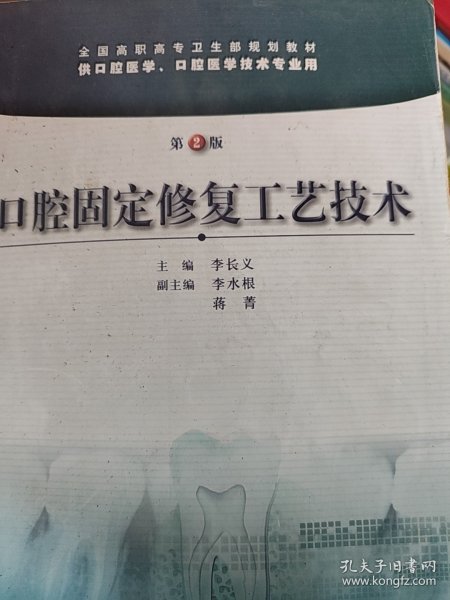 全国高职高专卫生部规划教材
供口腔医学、口腔医学技术专业用
第2版
口腔固定修复工艺技术
主 编 李长义
副主编 李水根
蒋 菁
孔夫子旧书网
www.kongfz.com